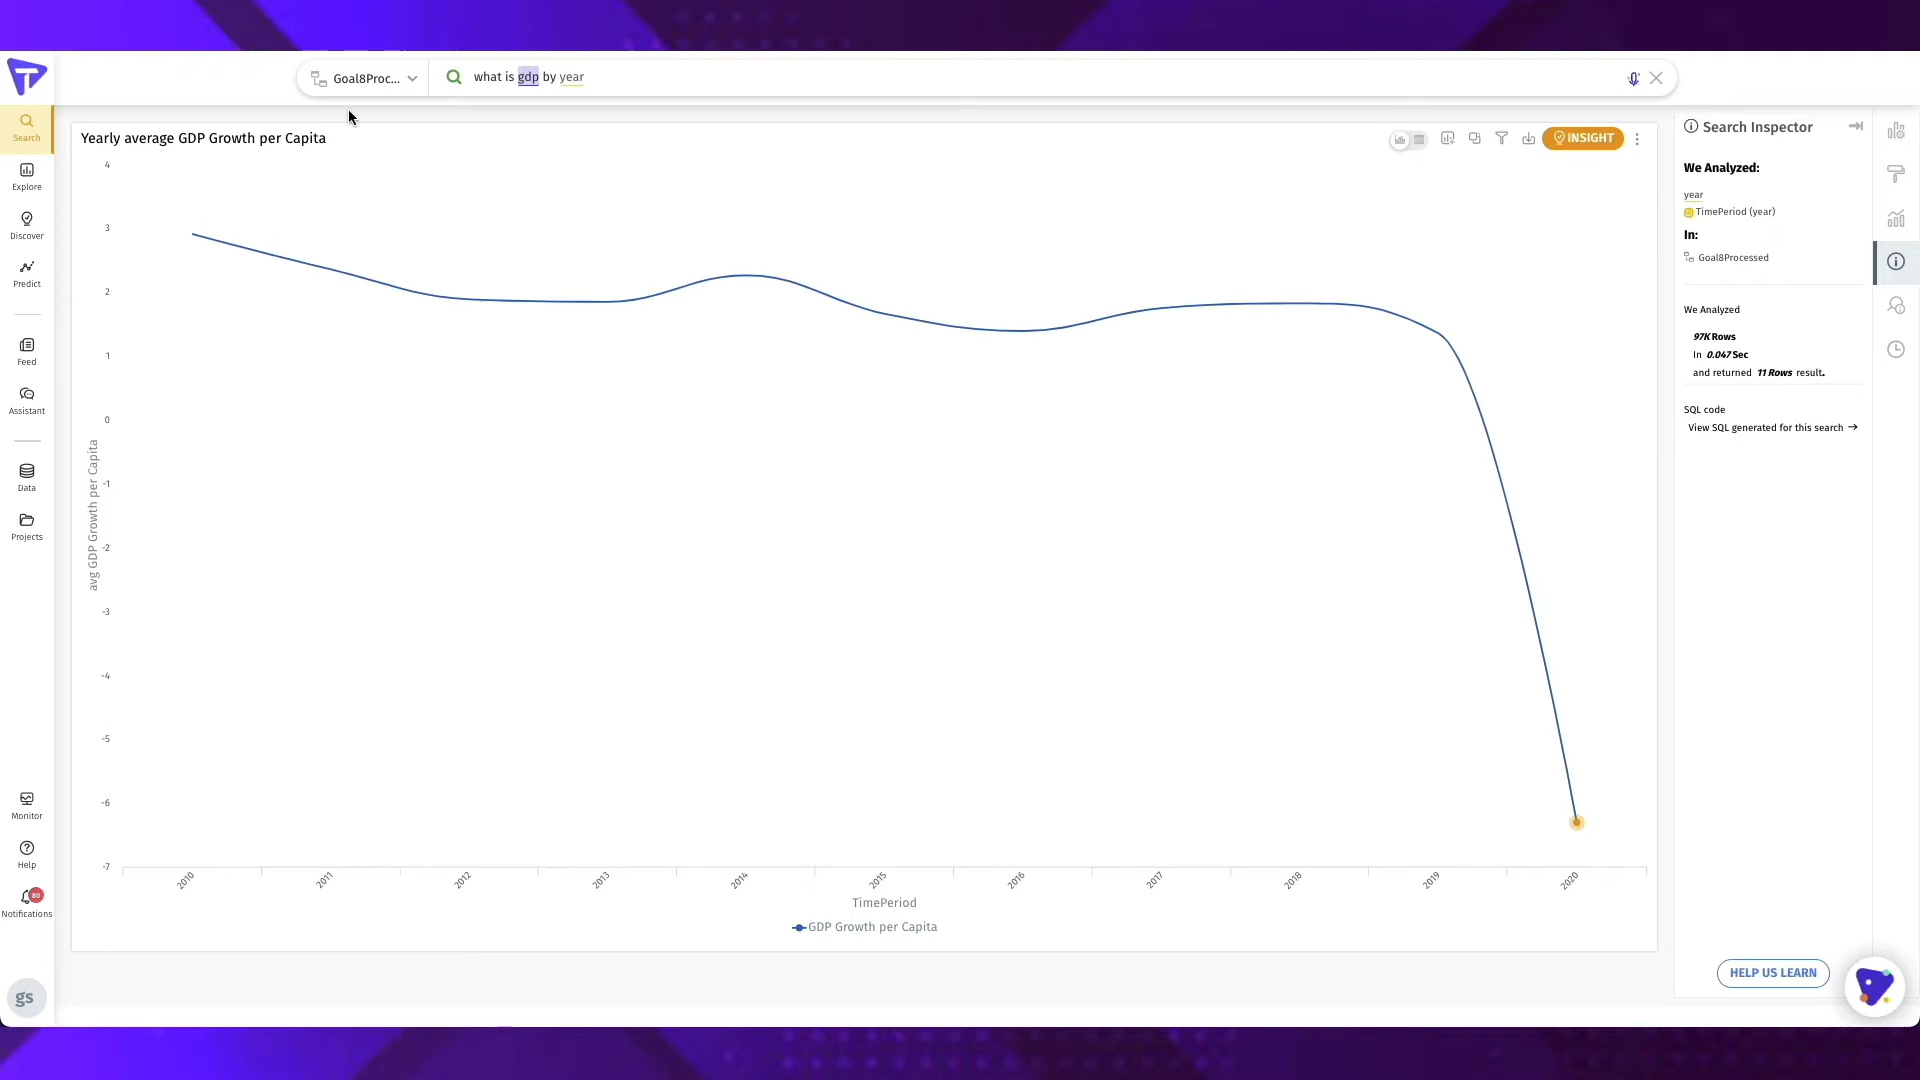 Goal8Proc...
what is gdp by year
Search
Explore
Discover
Predict
Feed
Assistant
Data
Projects
Monitor
Help
80
Notifications
gs
Yearly average GDP Growth per Capita
INSIGHT
4
3
2
1
0
-1
-2
-3
-4
-5
-6
-7
avg GDP Growth per Capita
2010
2011
2012
2013
2014
2015
2016
2017
2018
2019
2020
TimePeriod
GDP Growth per Capita
Search Inspector
We Analyzed:
year
TimePeriod (year)
In:
Goal8Processed
We Analyzed
97K Rows
In 0.047 Sec
and returned 11 Rows result.
SQL code
View SQL generated for this search →
HELP US LEARN